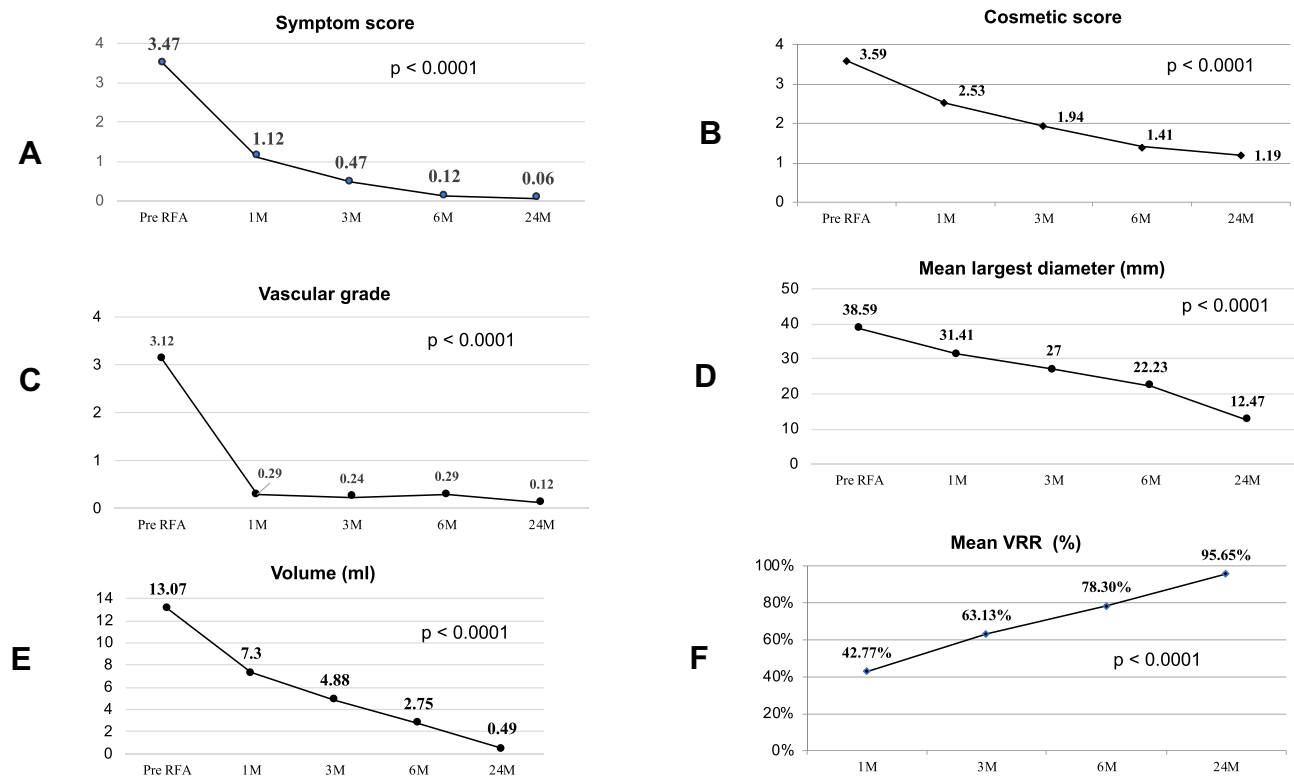 Symptom score
4
3.47
3
p < 0.0001
2
1.12
1
0.47
0.12
0.06
0
Pre RFA 1M 3M 6M 24M
A
Cosmetic score
4
3.59
p < 0.0001
3
2.53
2
1.94
1.41
1
1.19
0
Pre RFA 1M 3M 6M 24M
B
Vascular grade
4
3.12
p < 0.0001
3
2
1
0.29
0.24
0.29
0.12
0
Pre RFA 1M 3M 6M 24M
C
Mean largest diameter (mm)
50
p < 0.0001
38.59
40
31.41
30
27
22.23
20
12.47
10
0
Pre RFA 1M 3M 6M 24M
D
Volume (ml)
14
13.07
12
p < 0.0001
10
8
7.3
6
4.88
4
2.75
2
0.49
0
Pre RFA 1M 3M 6M 24M
E
Mean VRR (%)
100%
95.65%
80%
78.30%
63.13%
60%
42.77%
p < 0.0001
40%
20%
0%
1M 3M 6M 24M
F